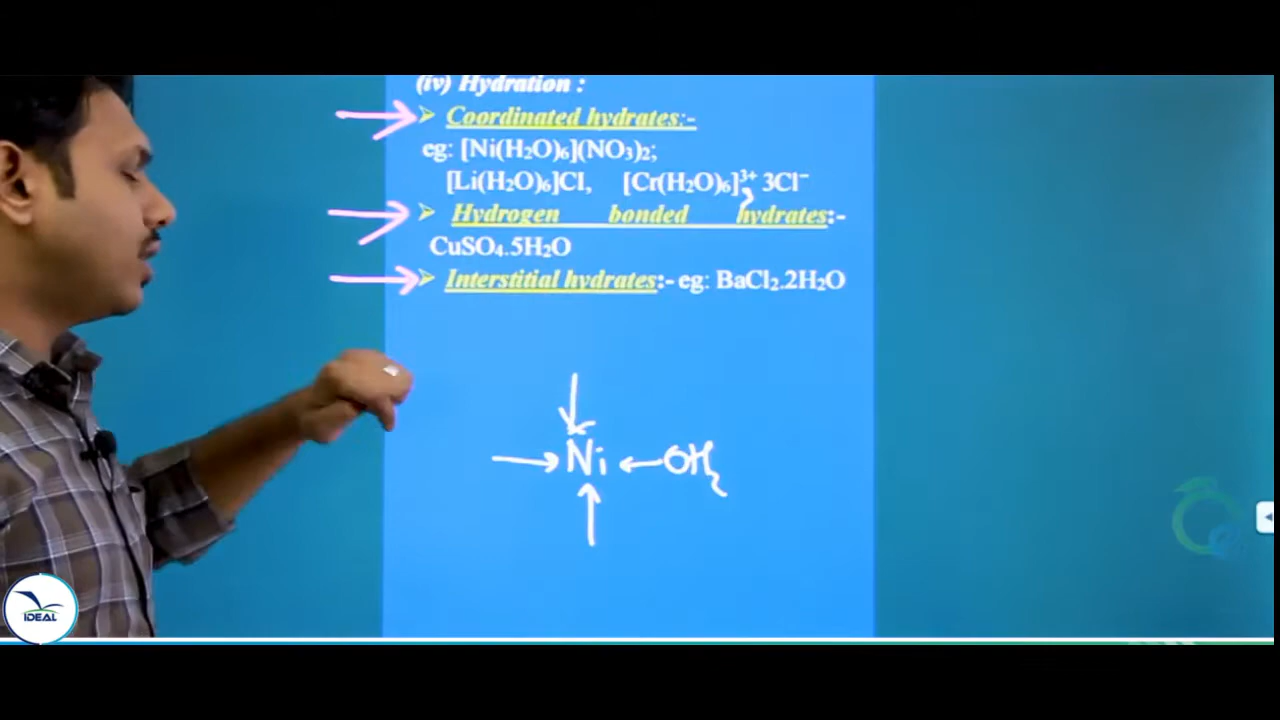 (iv) Hydration :
➢ Coordinated hydrates:-
eg: [Ni(H₂O)₆](NO₃)₂;
[Li(H₂O)₆]Cl, [Cr(H₂O)₆]³⁺ 3Cl⁻
➢ Hydrogen bonded hydrates:-
CuSO₄.5H₂O
➢ Interstitial hydrates:- eg: BaCl₂.2H₂O
→ Ni ← OH₂
IDEAL